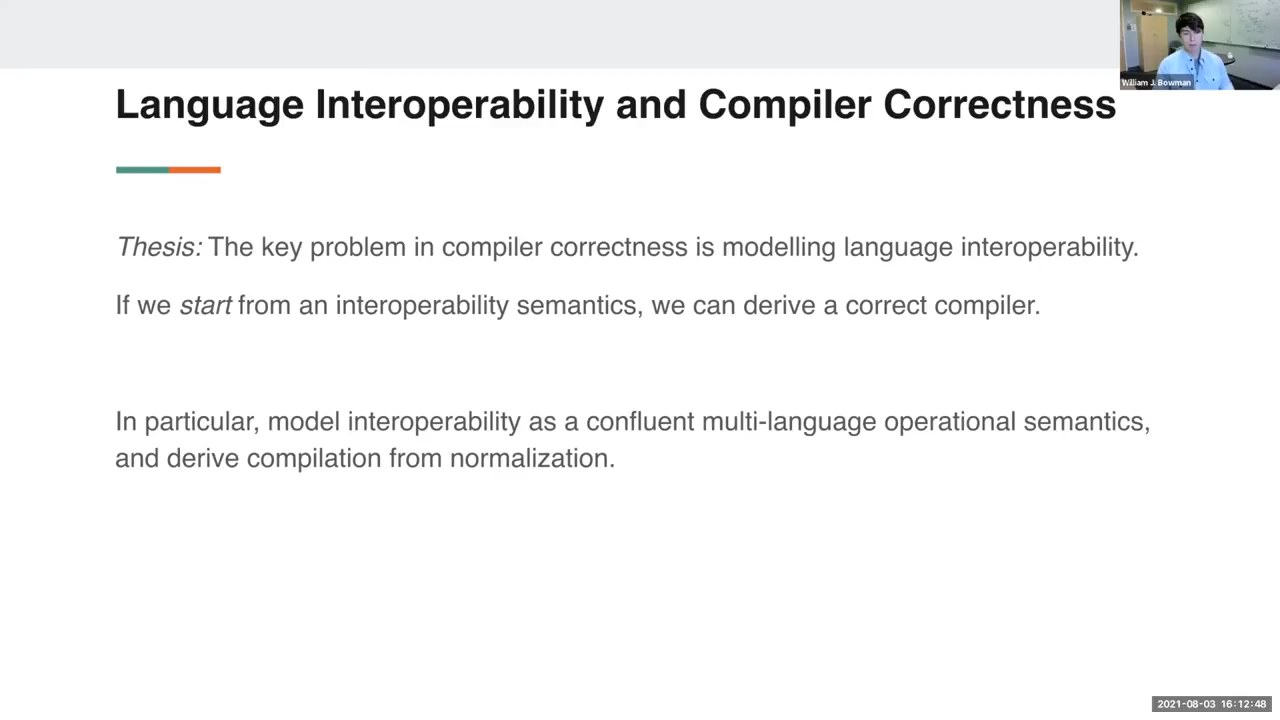 William J. Bowman
Language Interoperability and Compiler Correctness
Thesis: The key problem in compiler correctness is modelling language interoperability.
If we start from an interoperability semantics, we can derive a correct compiler.
In particular, model interoperability as a confluent multi-language operational semantics,
and derive compilation from normalization.
2021-08-03 16:12:48